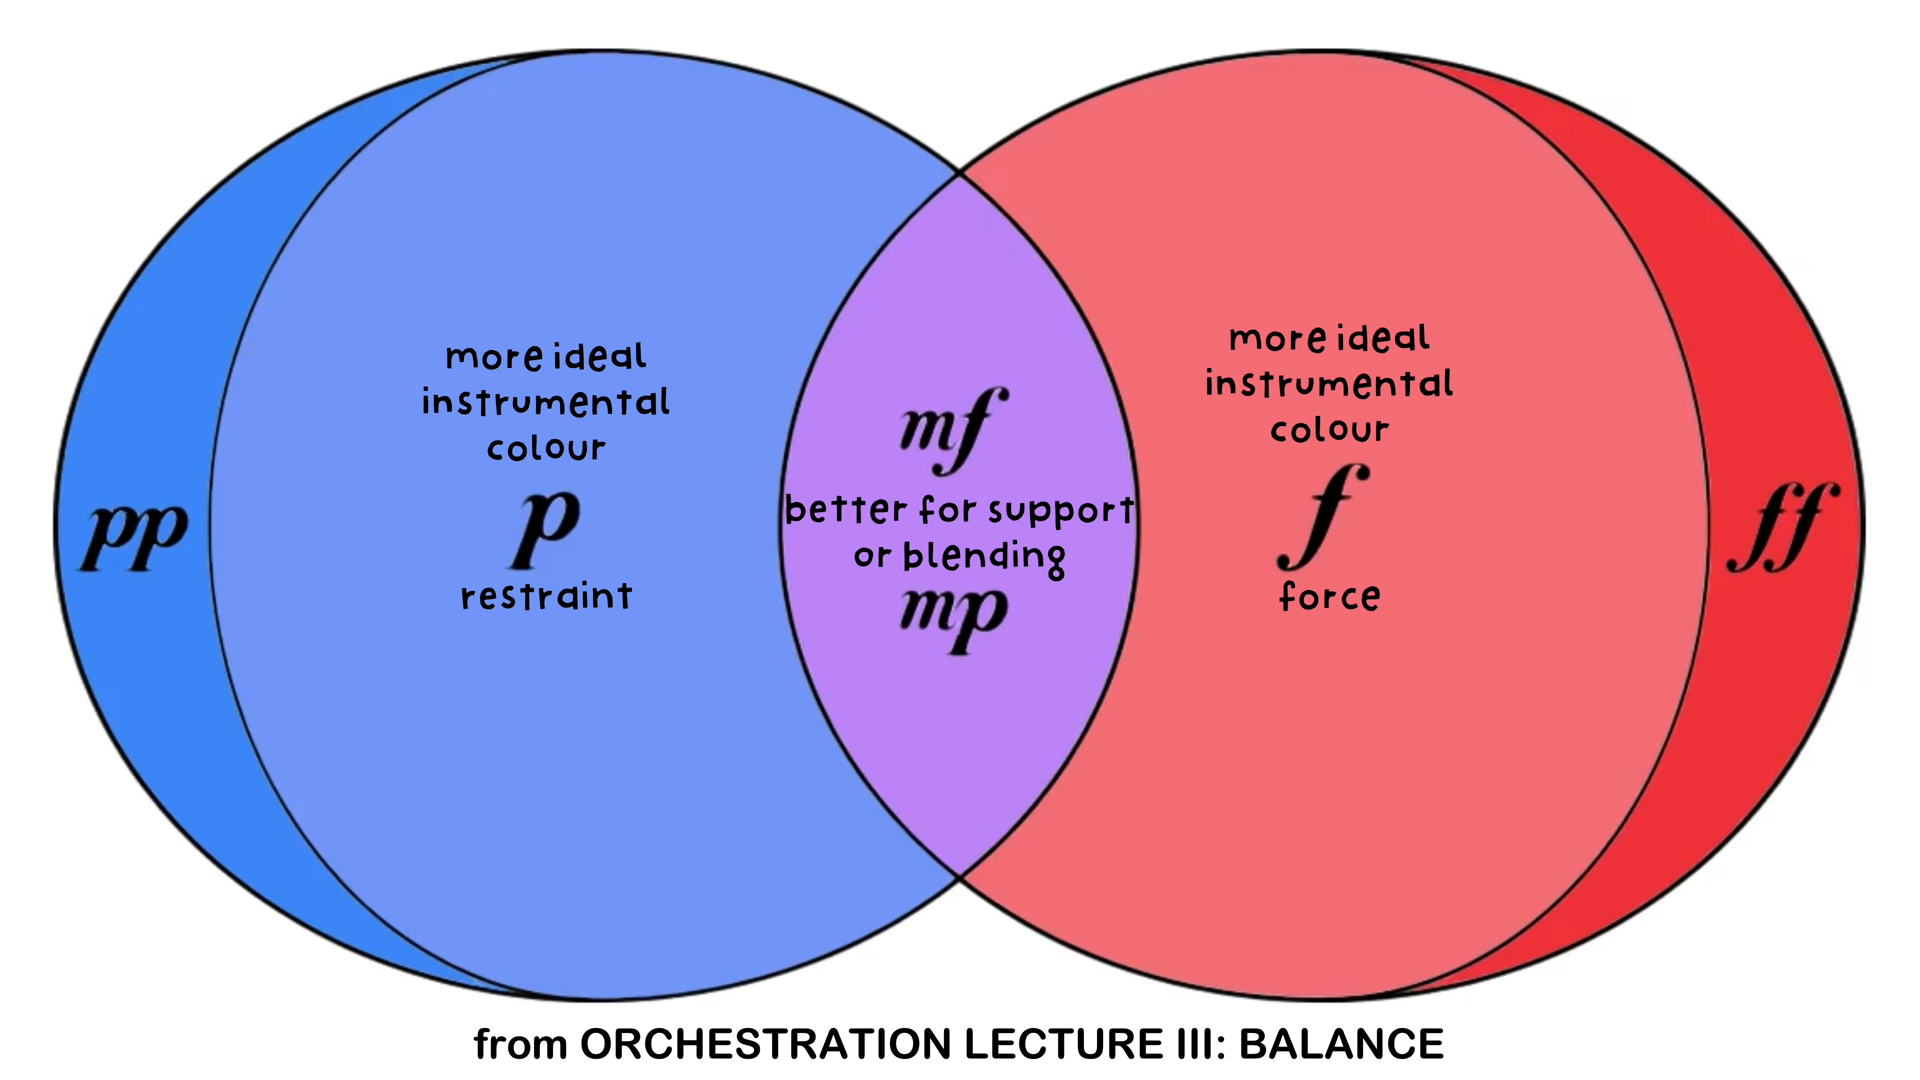 pp
more ideal
instrumental
colour
p
restraint
mf
better for support
or blending
mp
more ideal
instrumental
colour
f
force
ff
from ORCHESTRATION LECTURE III: BALANCE